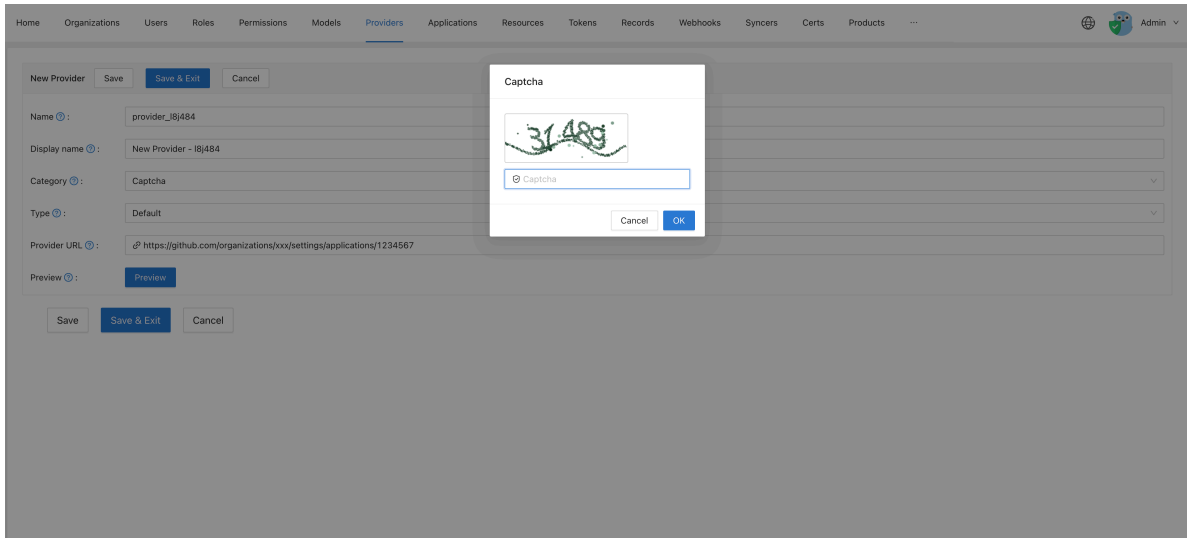 Home Organizations Users Roles Permissions Models Providers Applications Resources Tokens Records Webhooks Syncers Certs Products ··· Admin
New Provider Save Save & Exit Cancel
Captcha
Name : provider_l8j484
31489
Display name : New Provider - l8j484
Captcha
Category : Captcha
Type : Default
Cancel OK
Provider URL : https://github.com/organizations/xxx/settings/applications/1234567
Preview : Preview
Save Save & Exit Cancel